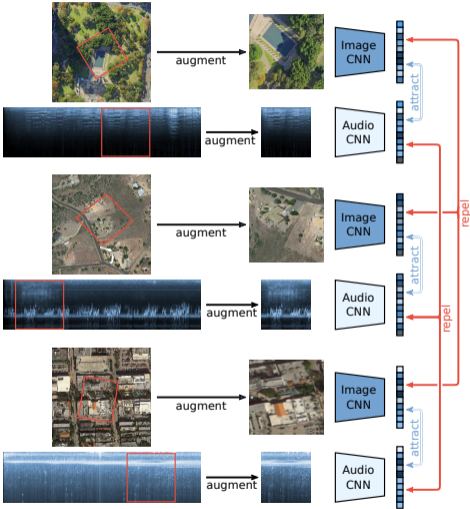 augment
Image
CNN
attract
augment
Audio
CNN
augment
Image
CNN
repel
attract
augment
Audio
CNN
repel
augment
Image
CNN
attract
augment
Audio
CNN